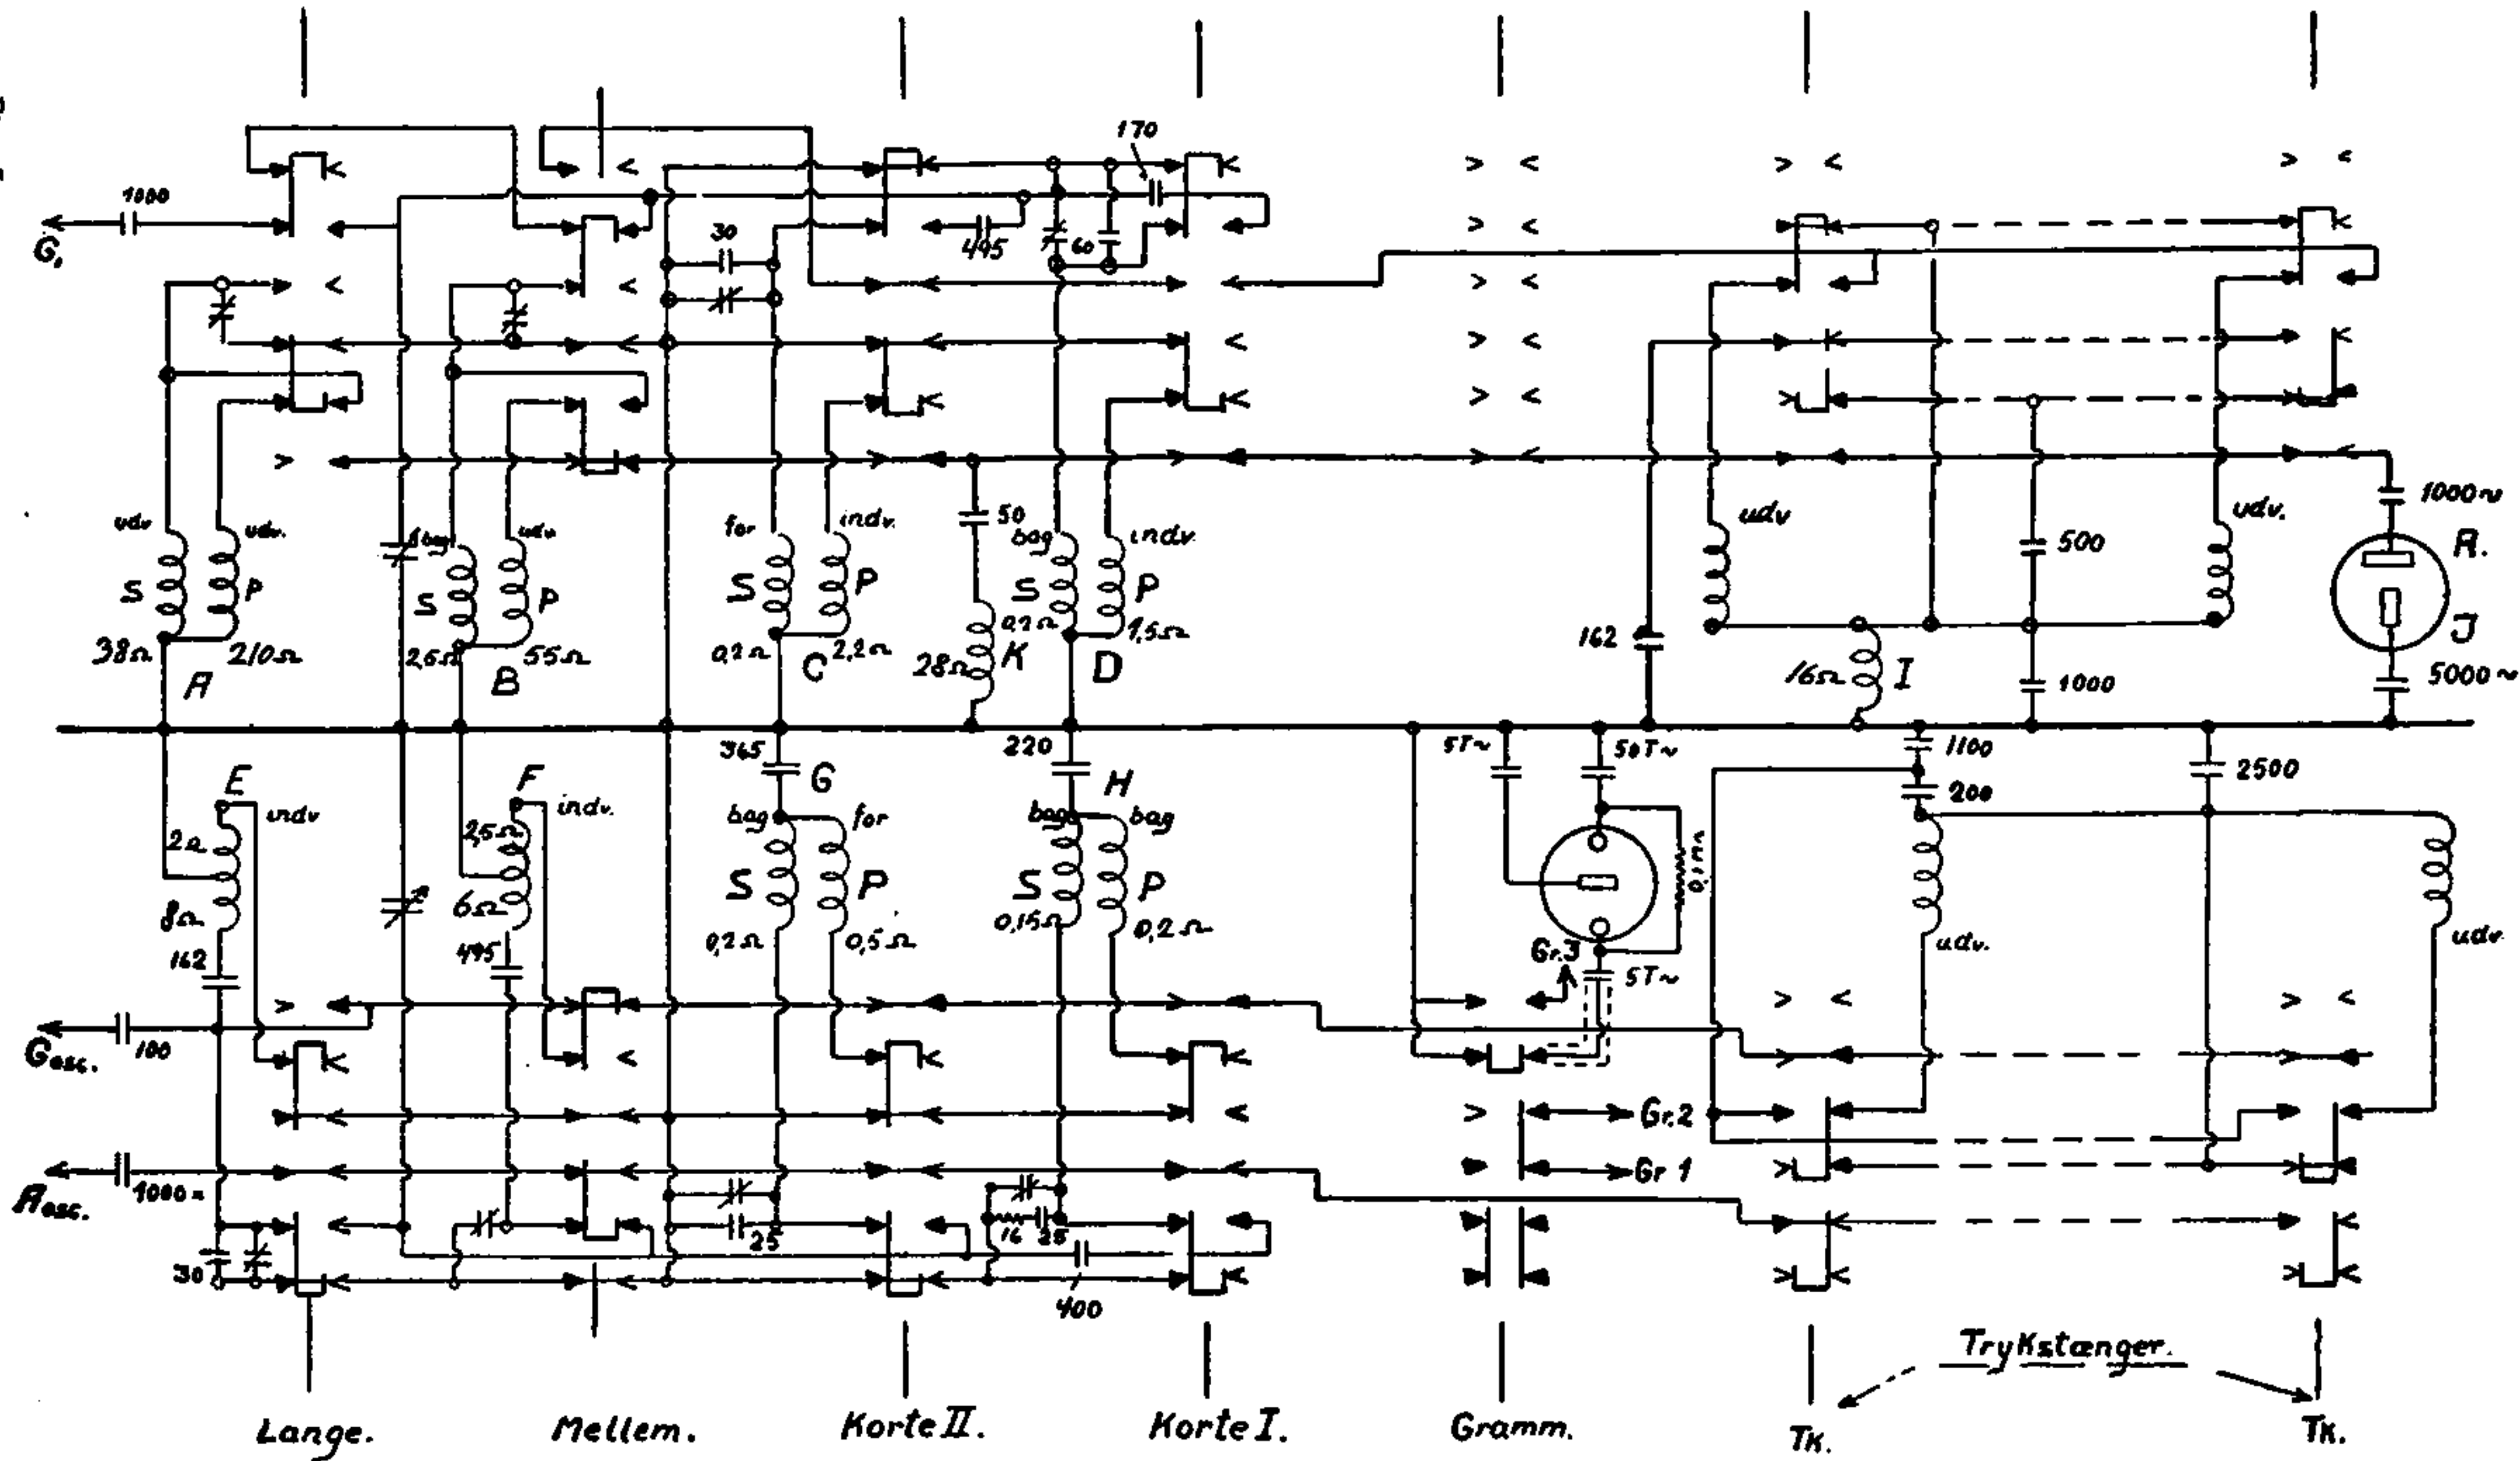 170
1000
G,
30
495
60
udv
udv.
S
P
38Ω
210Ω
A
bag
udv
S
P
2,5Ω
55Ω
B
for
indv.
S
P
0,2Ω
2,2Ω
C
50
28Ω
K
bag
indv.
S
P
0,2Ω
1,5Ω
D
162
udv
16Ω
I
500
1000
udv.
1000~
R.
J
5000~
E
indv
2Ω
8Ω
162
F
indv.
2,5Ω
6Ω
495
365
G
bag
for
S
P
0,2Ω
0,5Ω
220
H
bag
bag
S
P
0,15Ω
0,2Ω
5T~
50T~
Gr.3
5T~
1100
200
udv.
2500
udv.
Gosc.
100
Gr.2
Gr 1
Aosc.
1000=
30
25
16
25
400
Trykstænger.
Lange.
Mellem.
Korte II.
Korte I.
Gramm.
TK.
TK.